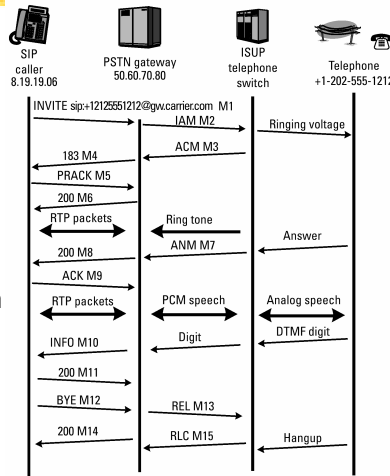 SIP
caller
8.19.19.06
PSTN gateway
50.60.70.80
ISUP
telephone
switch
Telephone
+1-202-555-1212
INVITE sip:+12125551212@gw.carrier.com M1
IAM M2
Ringing voltage
ACM M3
183 M4
PRACK M5
200 M6
RTP packets
Ring tone
Answer
ANM M7
200 M8
ACK M9
RTP packets
PCM speech
Analog speech
DTMF digit
Digit
INFO M10
200 M11
BYE M12
REL M13
200 M14
RLC M15
Hangup